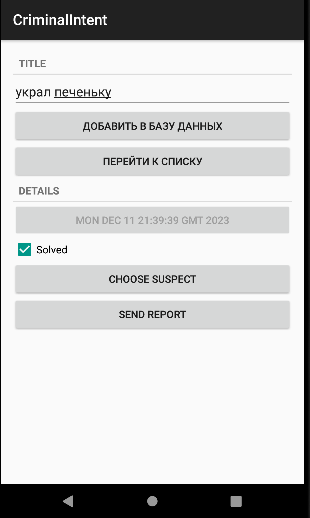 CriminalIntent
TITLE
украл печеньку
ДОБАВИТЬ В БАЗУ ДАННЫХ
ПЕРЕЙТИ К СПИСКУ
DETAILS
MON DEC 11 21:39:39 GMT 2023
Solved
CHOOSE SUSPECT
SEND REPORT